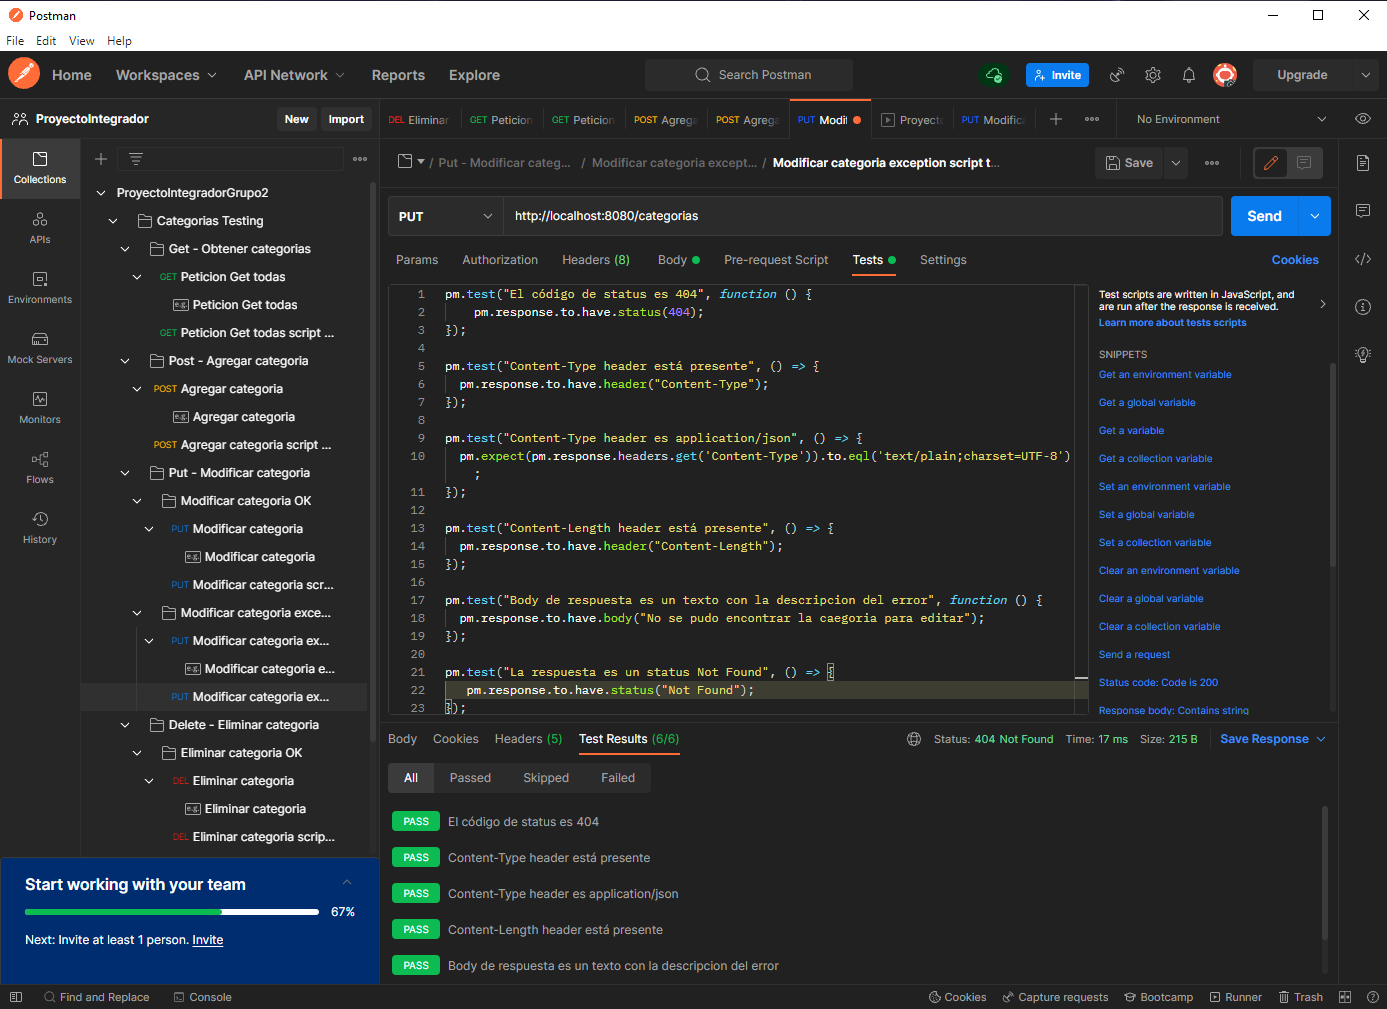 Postman
File Edit View Help
Home Workspaces API Network Reports Explore Search Postman Invite Upgrade
ProyectoIntegrador New Import
DEL Eliminar GET Peticion GET Peticion POST Agrega POST Agrega PUT Modif Proyect PUT Modific No Environment
Collections
APIs
Environments
Mock Servers
Monitors
Flows
History
ProyectoIntegradorGrupo2
Categorias Testing
Get - Obtener categorias
GET Peticion Get todas
e.g. Peticion Get todas
GET Peticion Get todas script ...
Post - Agregar categoria
POST Agregar categoria
e.g. Agregar categoria
POST Agregar categoria script ...
Put - Modificar categoria
Modificar categoria OK
PUT Modificar categoria
e.g. Modificar categoria
PUT Modificar categoria scr...
Modificar categoria exce...
PUT Modificar categoria ex...
e.g. Modificar categoria e...
PUT Modificar categoria ex...
Delete - Eliminar categoria
Eliminar categoria OK
DEL Eliminar categoria
e.g. Eliminar categoria
DEL Eliminar categoria scrip...
Start working with your team
67%
Next: Invite at least 1 person. Invite
/ Put - Modificar categ... / Modificar categoria except... / Modificar categoria exception script t... Save
PUT http://localhost:8080/categorias Send
Params Authorization Headers (8) Body Pre-request Script Tests Settings Cookies
1 pm.test("El código de status es 404", function () {
2 pm.response.to.have.status(404);
3 });
4
5 pm.test("Content-Type header está presente", () => {
6 pm.response.to.have.header("Content-Type");
7 });
8
9 pm.test("Content-Type header es application/json", () => {
10 pm.expect(pm.response.headers.get('Content-Type')).to.eql('text/plain;charset=UTF-8')
;
11 });
12
13 pm.test("Content-Length header está presente", () => {
14 pm.response.to.have.header("Content-Length");
15 });
16
17 pm.test("Body de respuesta es un texto con la descripcion del error", function () {
18 pm.response.to.have.body("No se pudo encontrar la caegoria para editar");
19 });
20
21 pm.test("La respuesta es un status Not Found", () => {
22 pm.response.to.have.status("Not Found");
23 });
Test scripts are written in JavaScript, and
are run after the response is received.
Learn more about tests scripts
SNIPPETS
Get an environment variable
Get a global variable
Get a variable
Get a collection variable
Set an environment variable
Set a global variable
Set a collection variable
Clear an environment variable
Clear a global variable
Clear a collection variable
Send a request
Status code: Code is 200
Response body: Contains string
Body Cookies Headers (5) Test Results (6/6) Status: 404 Not Found Time: 17 ms Size: 215 B Save Response
All Passed Skipped Failed
PASS El código de status es 404
PASS Content-Type header está presente
PASS Content-Type header es application/json
PASS Content-Length header está presente
PASS Body de respuesta es un texto con la descripcion del error
Find and Replace Console Cookies Capture requests Bootcamp Runner Trash